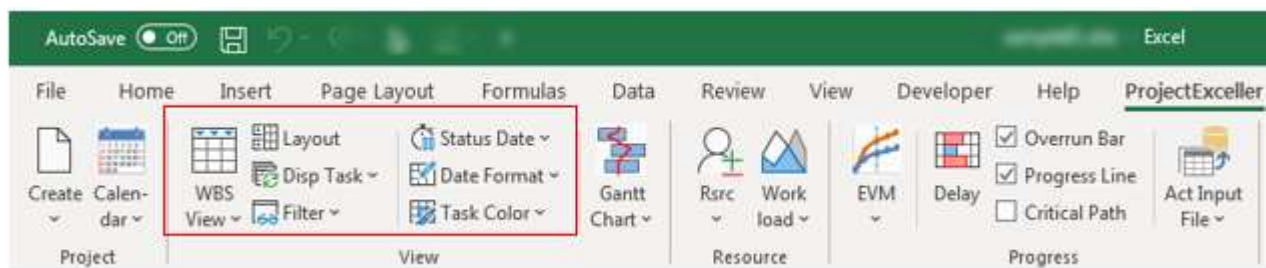 AutoSave Off Excel
File Home Insert Page Layout Formulas Data Review View Developer Help ProjectExceller
Layout Status Date Overrun Bar
Disp Task Date Format Progress Line
Create Calen- WBS Gantt Rsrc Work EVM Delay Act Input
dar View Filter Task Color Chart load Critical Path File
Project View Resource Progress